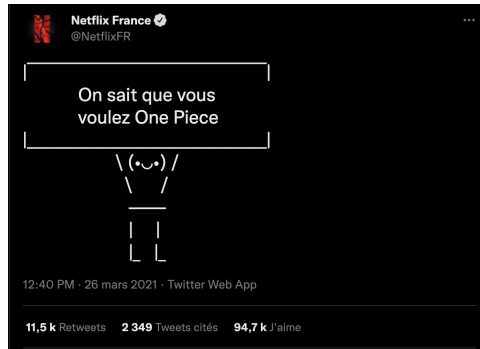 Netflix France
@NetflixFR
On sait que vous
voulez One Piece
\ (•◡•) /
12:40 PM · 26 mars 2021 · Twitter Web App
11,5 k Retweets 2 349 Tweets cités 94,7 k J'aime